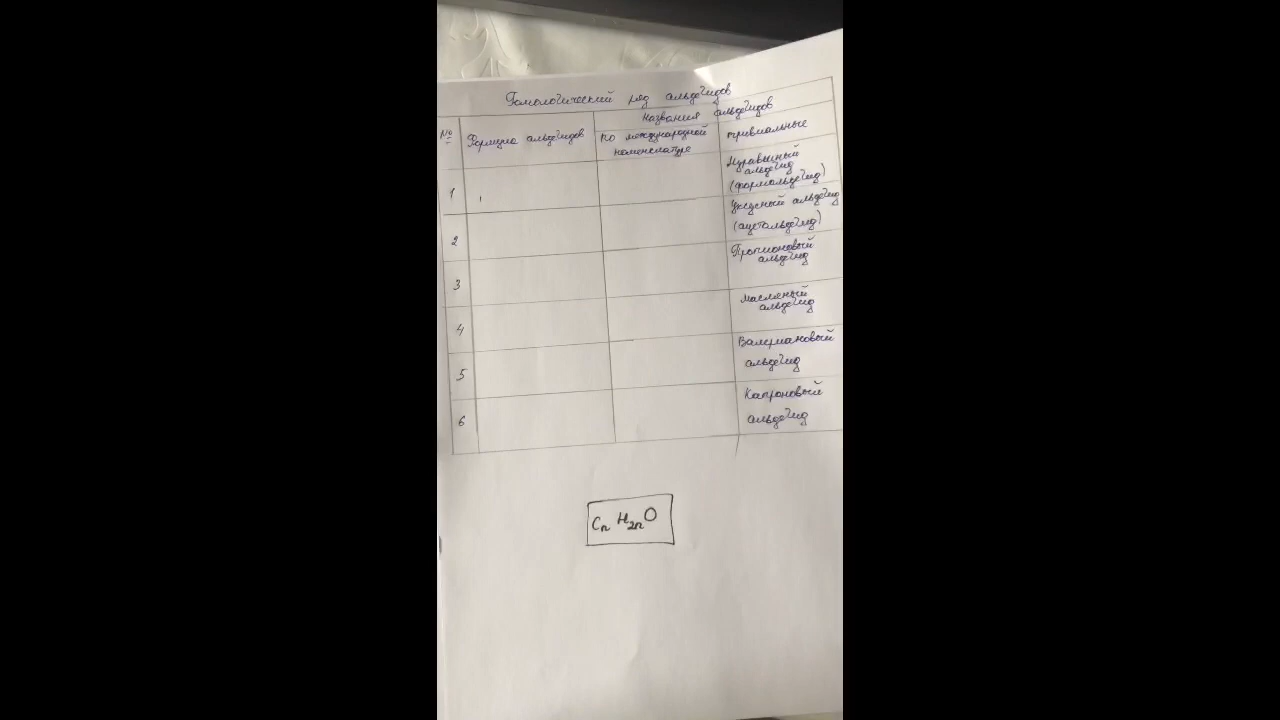 Гомологический ряд альдегидов
№
Формула альдегидов
Названия альдегидов
по международной
номенклатуре
тривиальные
1
Муравьиный
альдегид
(формальдегид)
2
Уксусный альдегид
(ацетальдегид)
3
Пропионовый
альдегид
4
Масляный
альдегид
5
Валериановый
альдегид
6
Капроновый
альдегид
CnH2nO